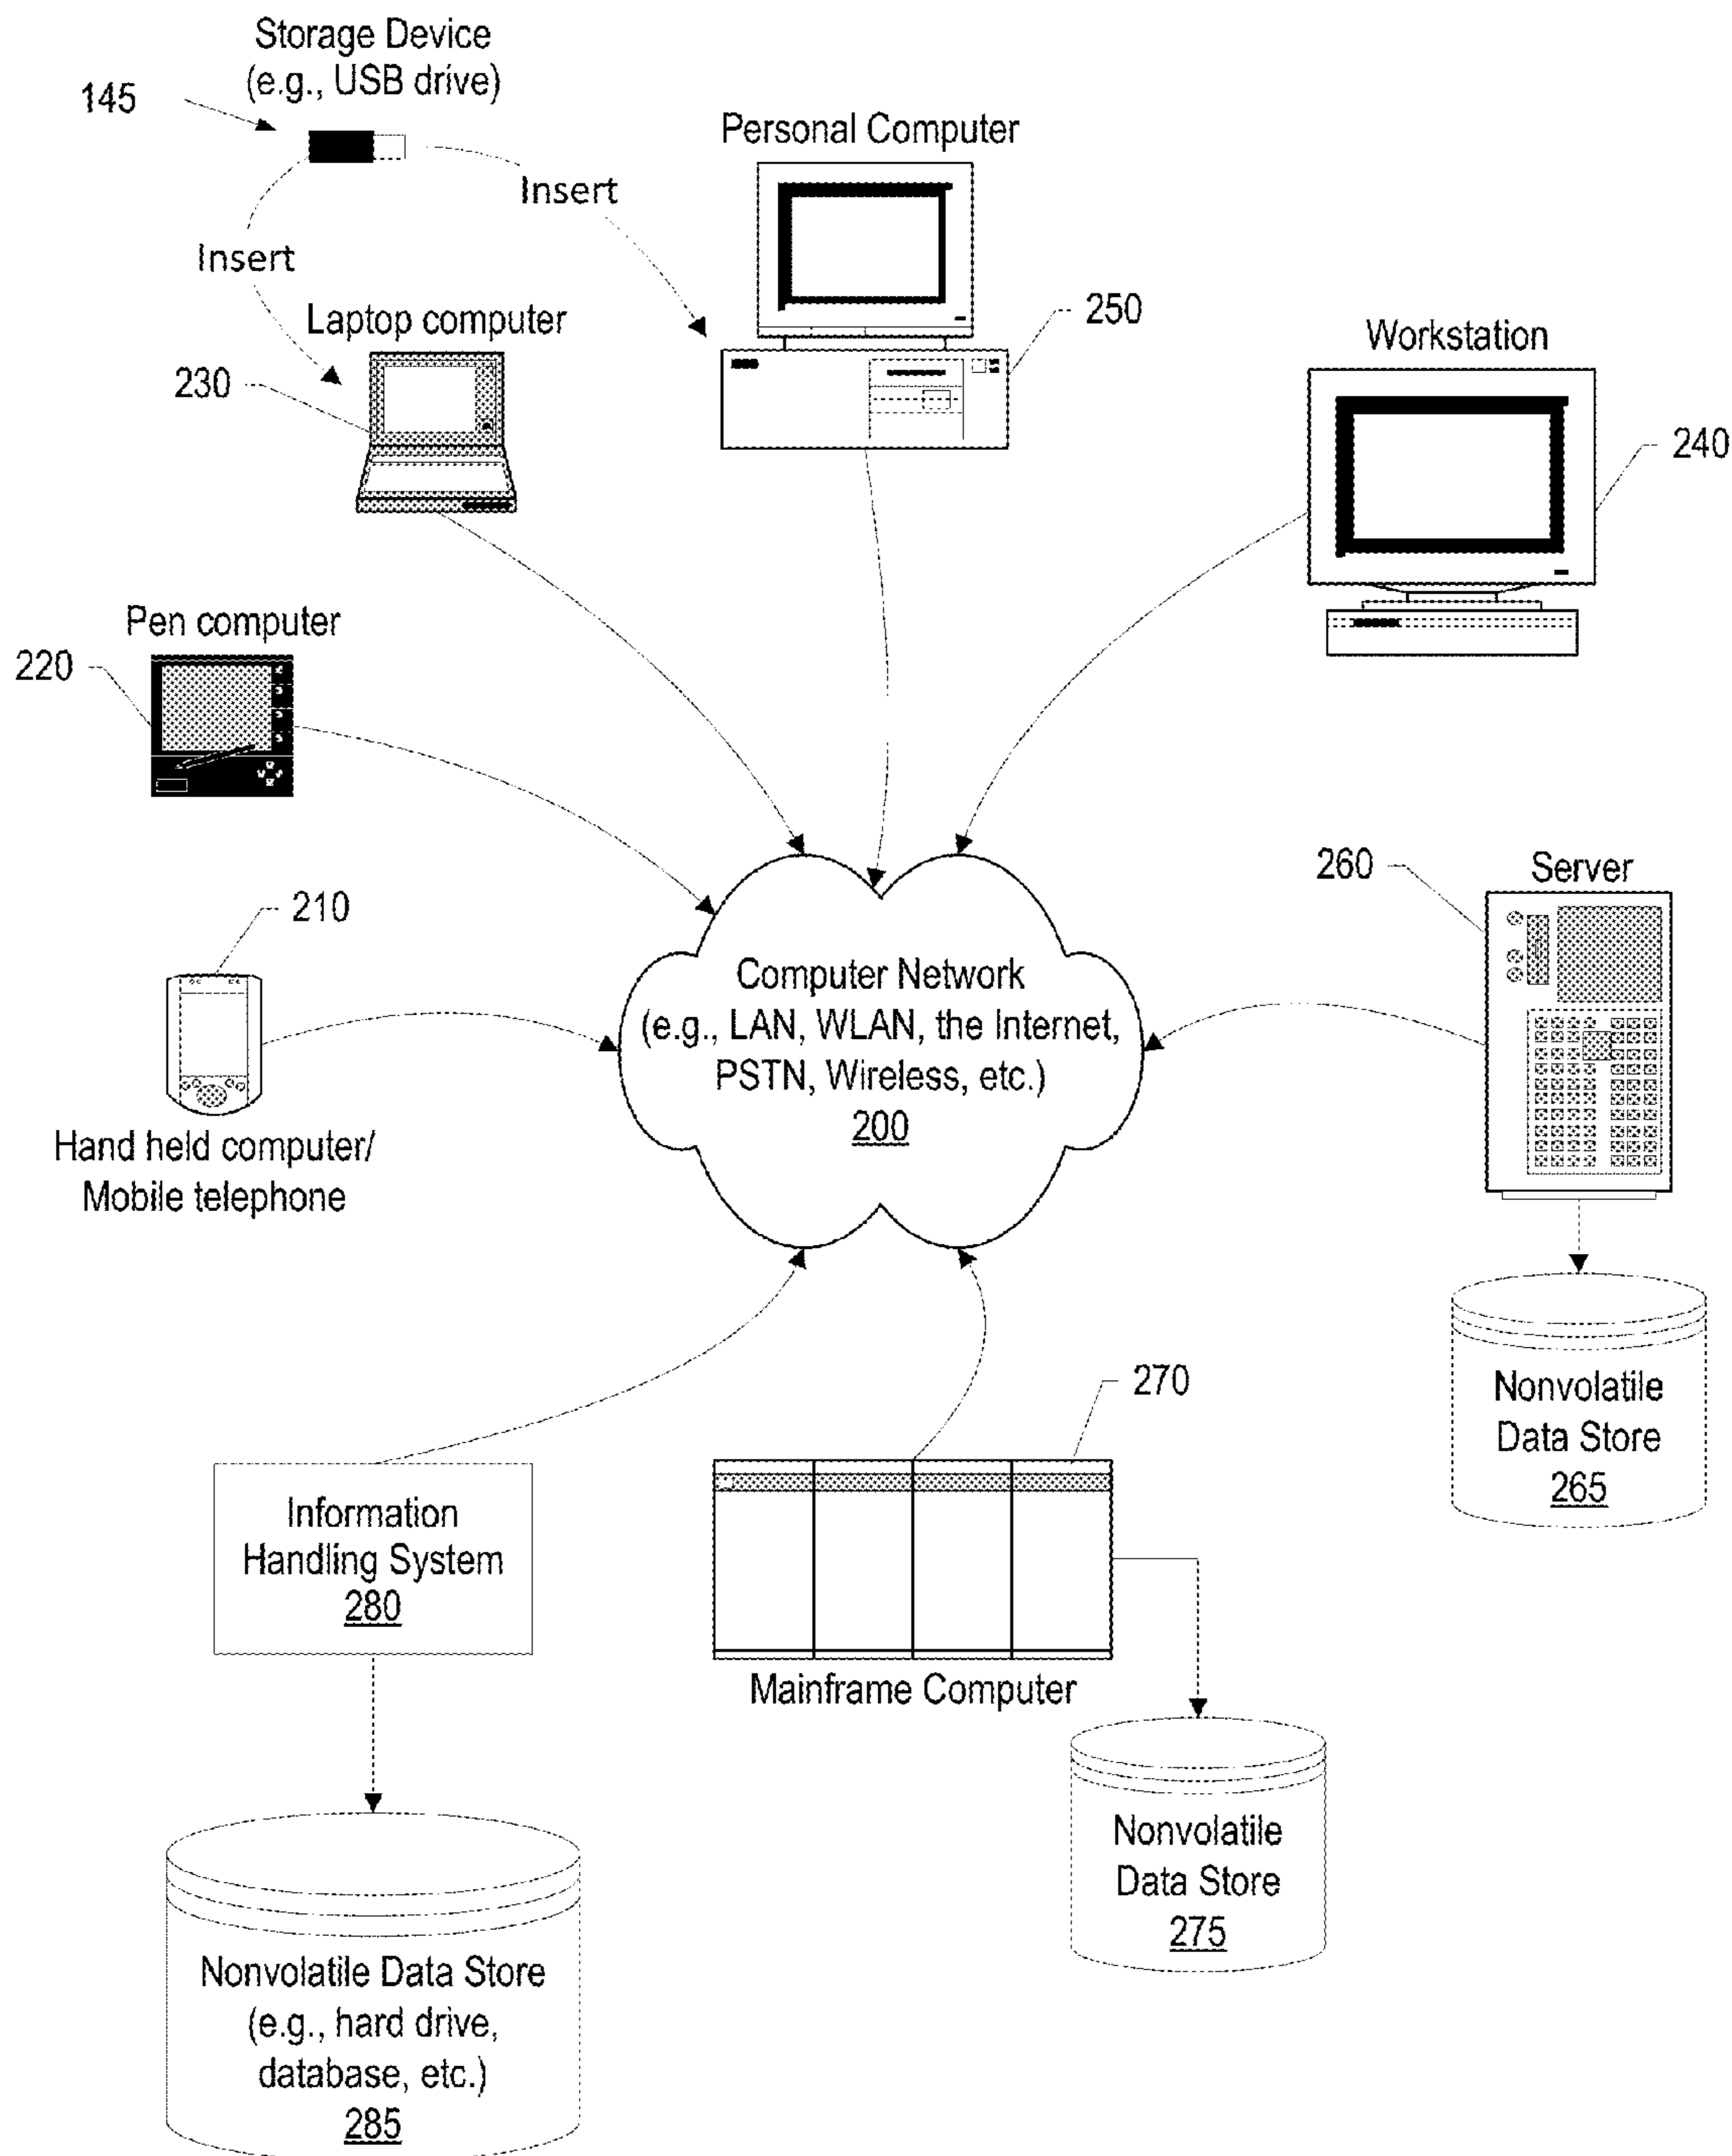 Storage Device
(e.g., USB drive)
145
Personal Computer
Insert
Insert
Laptop computer
250
230
Workstation
240
Pen computer
220
260
Server
210
Computer Network
(e.g., LAN, WLAN, the Internet,
PSTN, Wireless, etc.)
200
Hand held computer/
Mobile telephone
270
Nonvolatile
Data Store
265
Information
Handling System
280
Mainframe Computer
Nonvolatile
Data Store
275
Nonvolatile Data Store
(e.g., hard drive,
database, etc.)
285